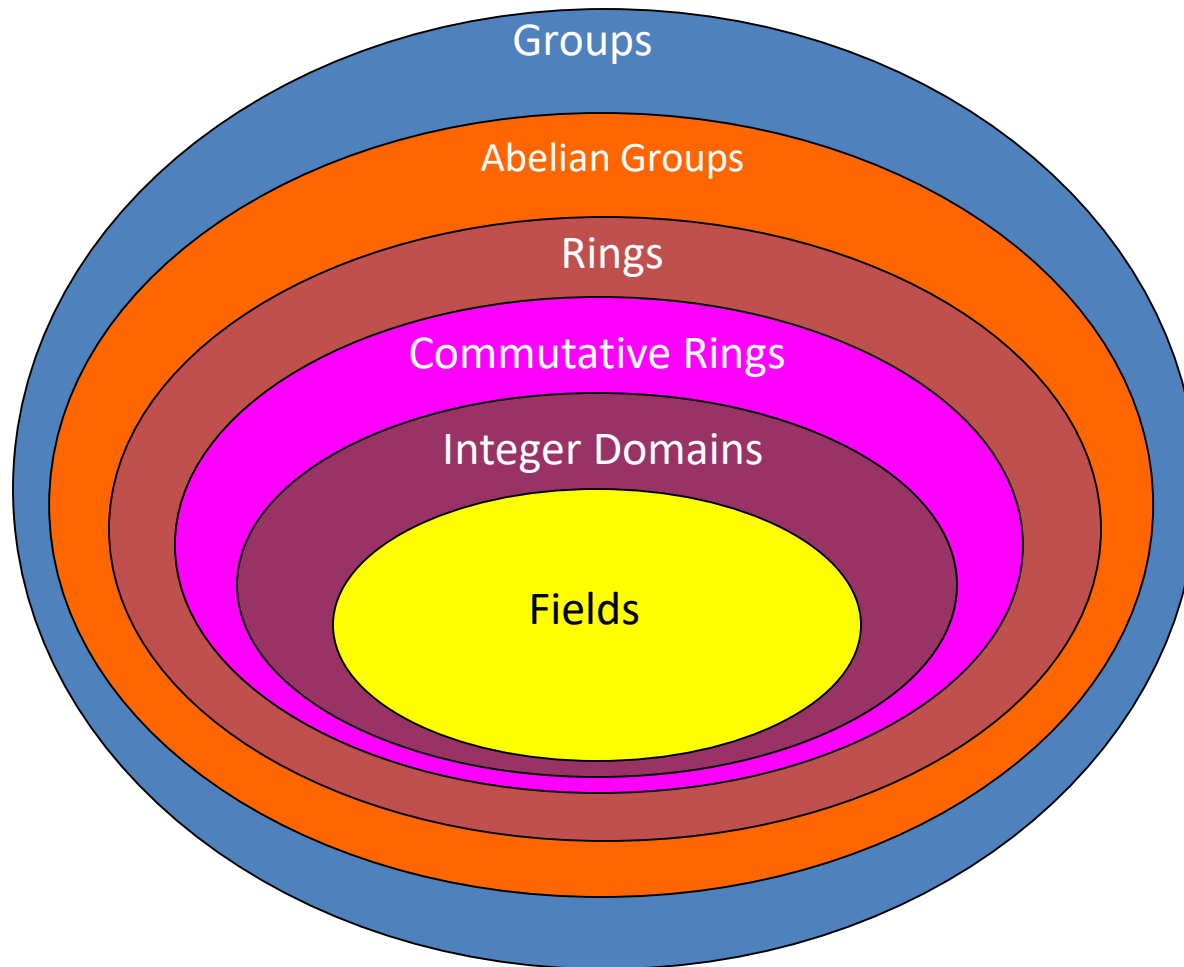 Groups
Abelian Groups
Rings
Commutative Rings
Integer Domains
Fields